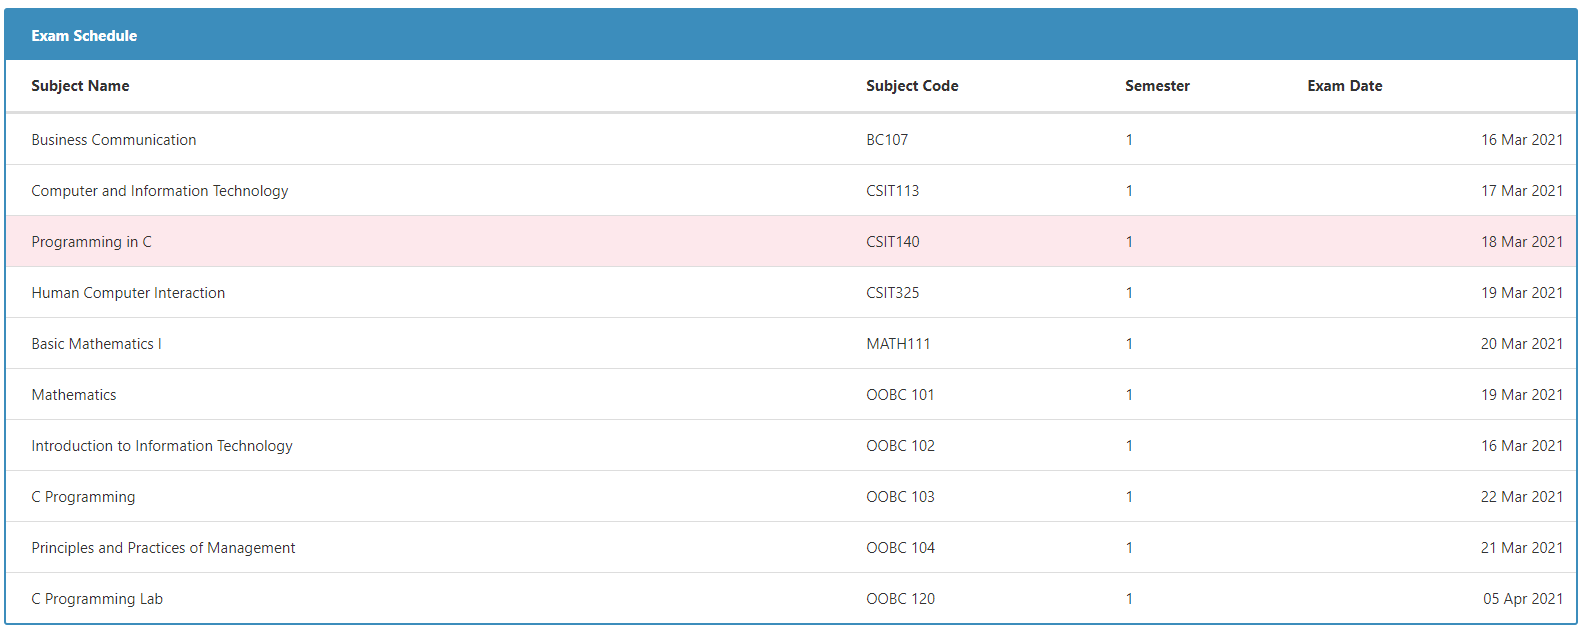 Exam Schedule
Subject Name Subject Code Semester Exam Date
Business Communication BC107 1 16 Mar 2021
Computer and Information Technology CSIT113 1 17 Mar 2021
Programming in C CSIT140 1 18 Mar 2021
Human Computer Interaction CSIT325 1 19 Mar 2021
Basic Mathematics I MATH111 1 20 Mar 2021
Mathematics OOBC 101 1 19 Mar 2021
Introduction to Information Technology OOBC 102 1 16 Mar 2021
C Programming OOBC 103 1 22 Mar 2021
Principles and Practices of Management OOBC 104 1 21 Mar 2021
C Programming Lab OOBC 120 1 05 Apr 2021